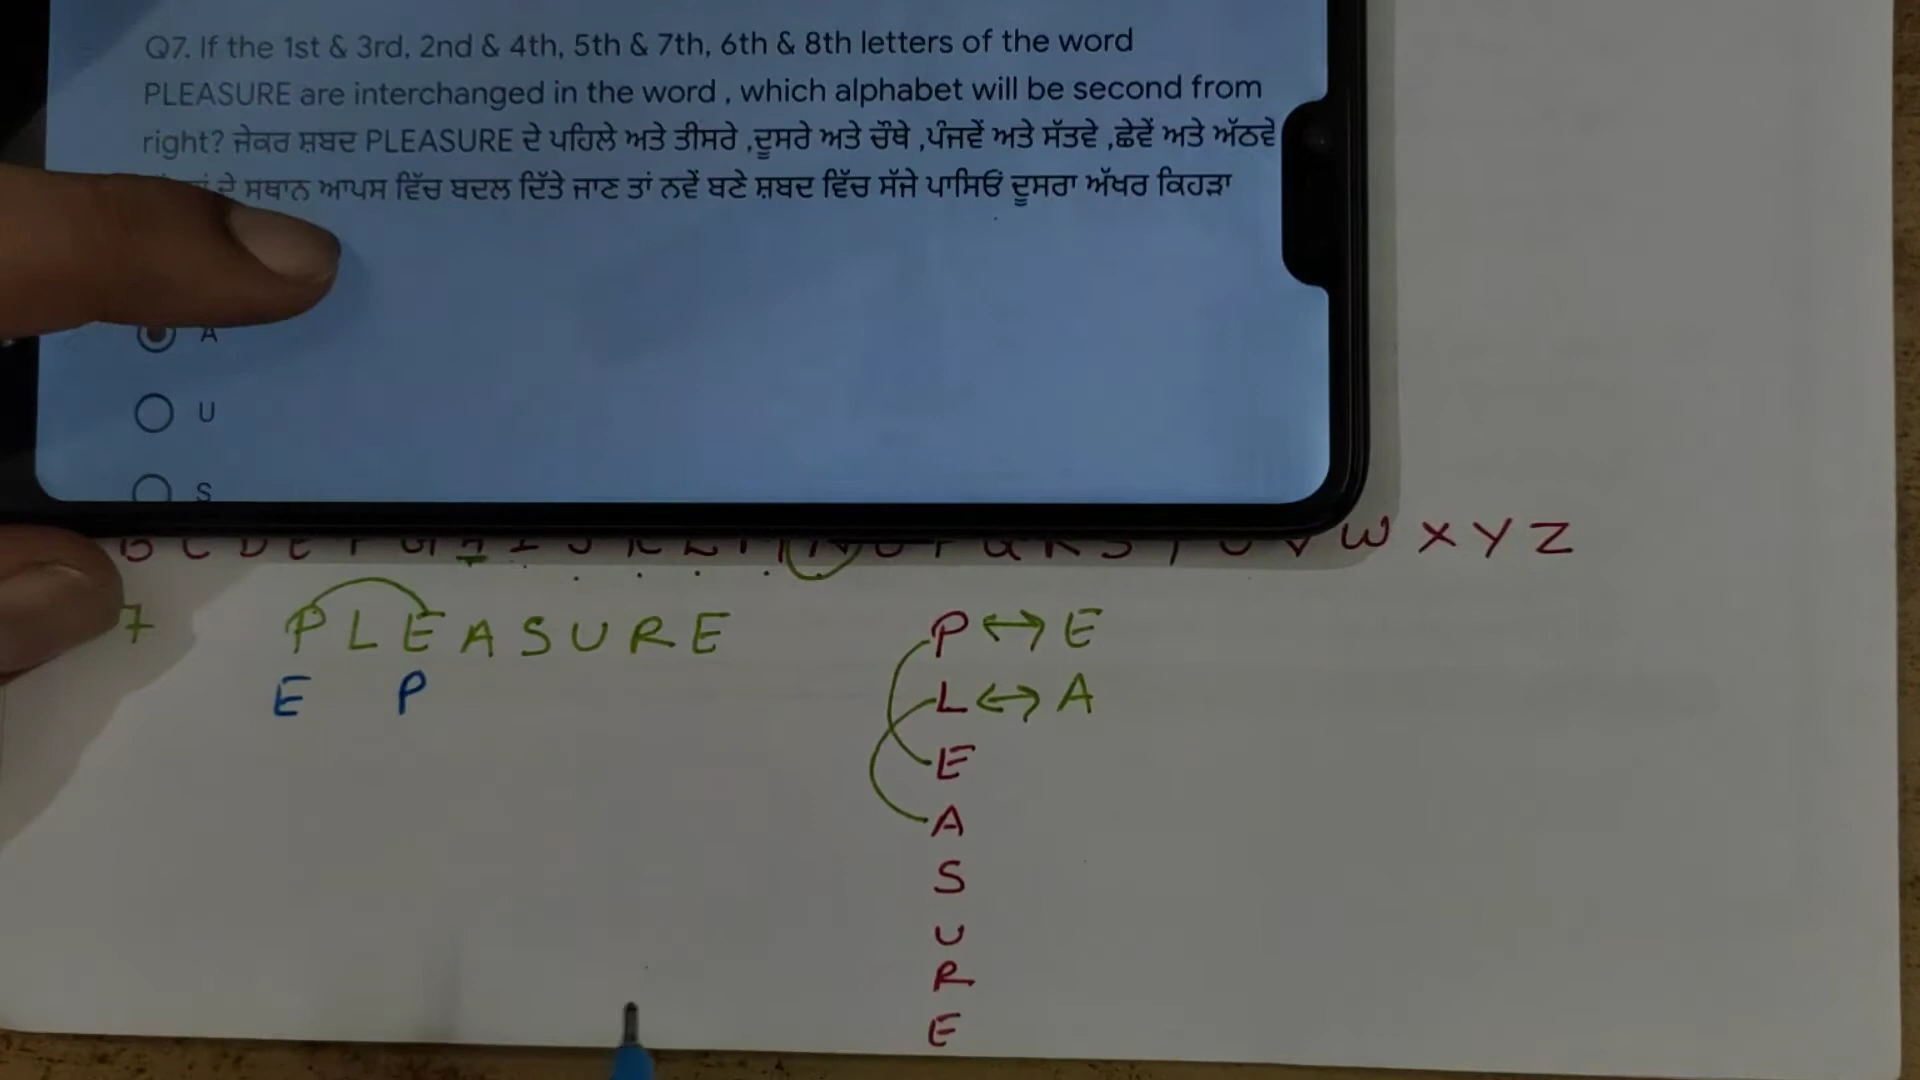 Q7. If the 1st & 3rd, 2nd & 4th, 5th & 7th, 6th & 8th letters of the word
PLEASURE are interchanged in the word , which alphabet will be second from
right? ਜੇਕਰ ਸ਼ਬਦ PLEASURE ਦੇ ਪਹਿਲੇ ਅਤੇ ਤੀਸਰੇ ,ਦੂਸਰੇ ਅਤੇ ਚੌਥੇ ,ਪੰਜਵੇਂ ਅਤੇ ਸੱਤਵੇ ,ਛੇਵੇਂ ਅਤੇ ਅੱਠਵੇ
ਦੇ ਸਥਾਨ ਆਪਸ ਵਿੱਚ ਬਦਲ ਦਿੱਤੇ ਜਾਣ ਤਾਂ ਨਵੇਂ ਬਣੇ ਸ਼ਬਦ ਵਿੱਚ ਸੱਜੇ ਪਾਸਿਓਂ ਦੂਸਰਾ ਅੱਖਰ ਕਿਹੜਾ
A
U
S
B C D E F G H I J K L M N O P Q R S T U V W X Y Z
7 PLEASURE
E P
P ↔ E
L ↔ A
E
A
S
U
R
E